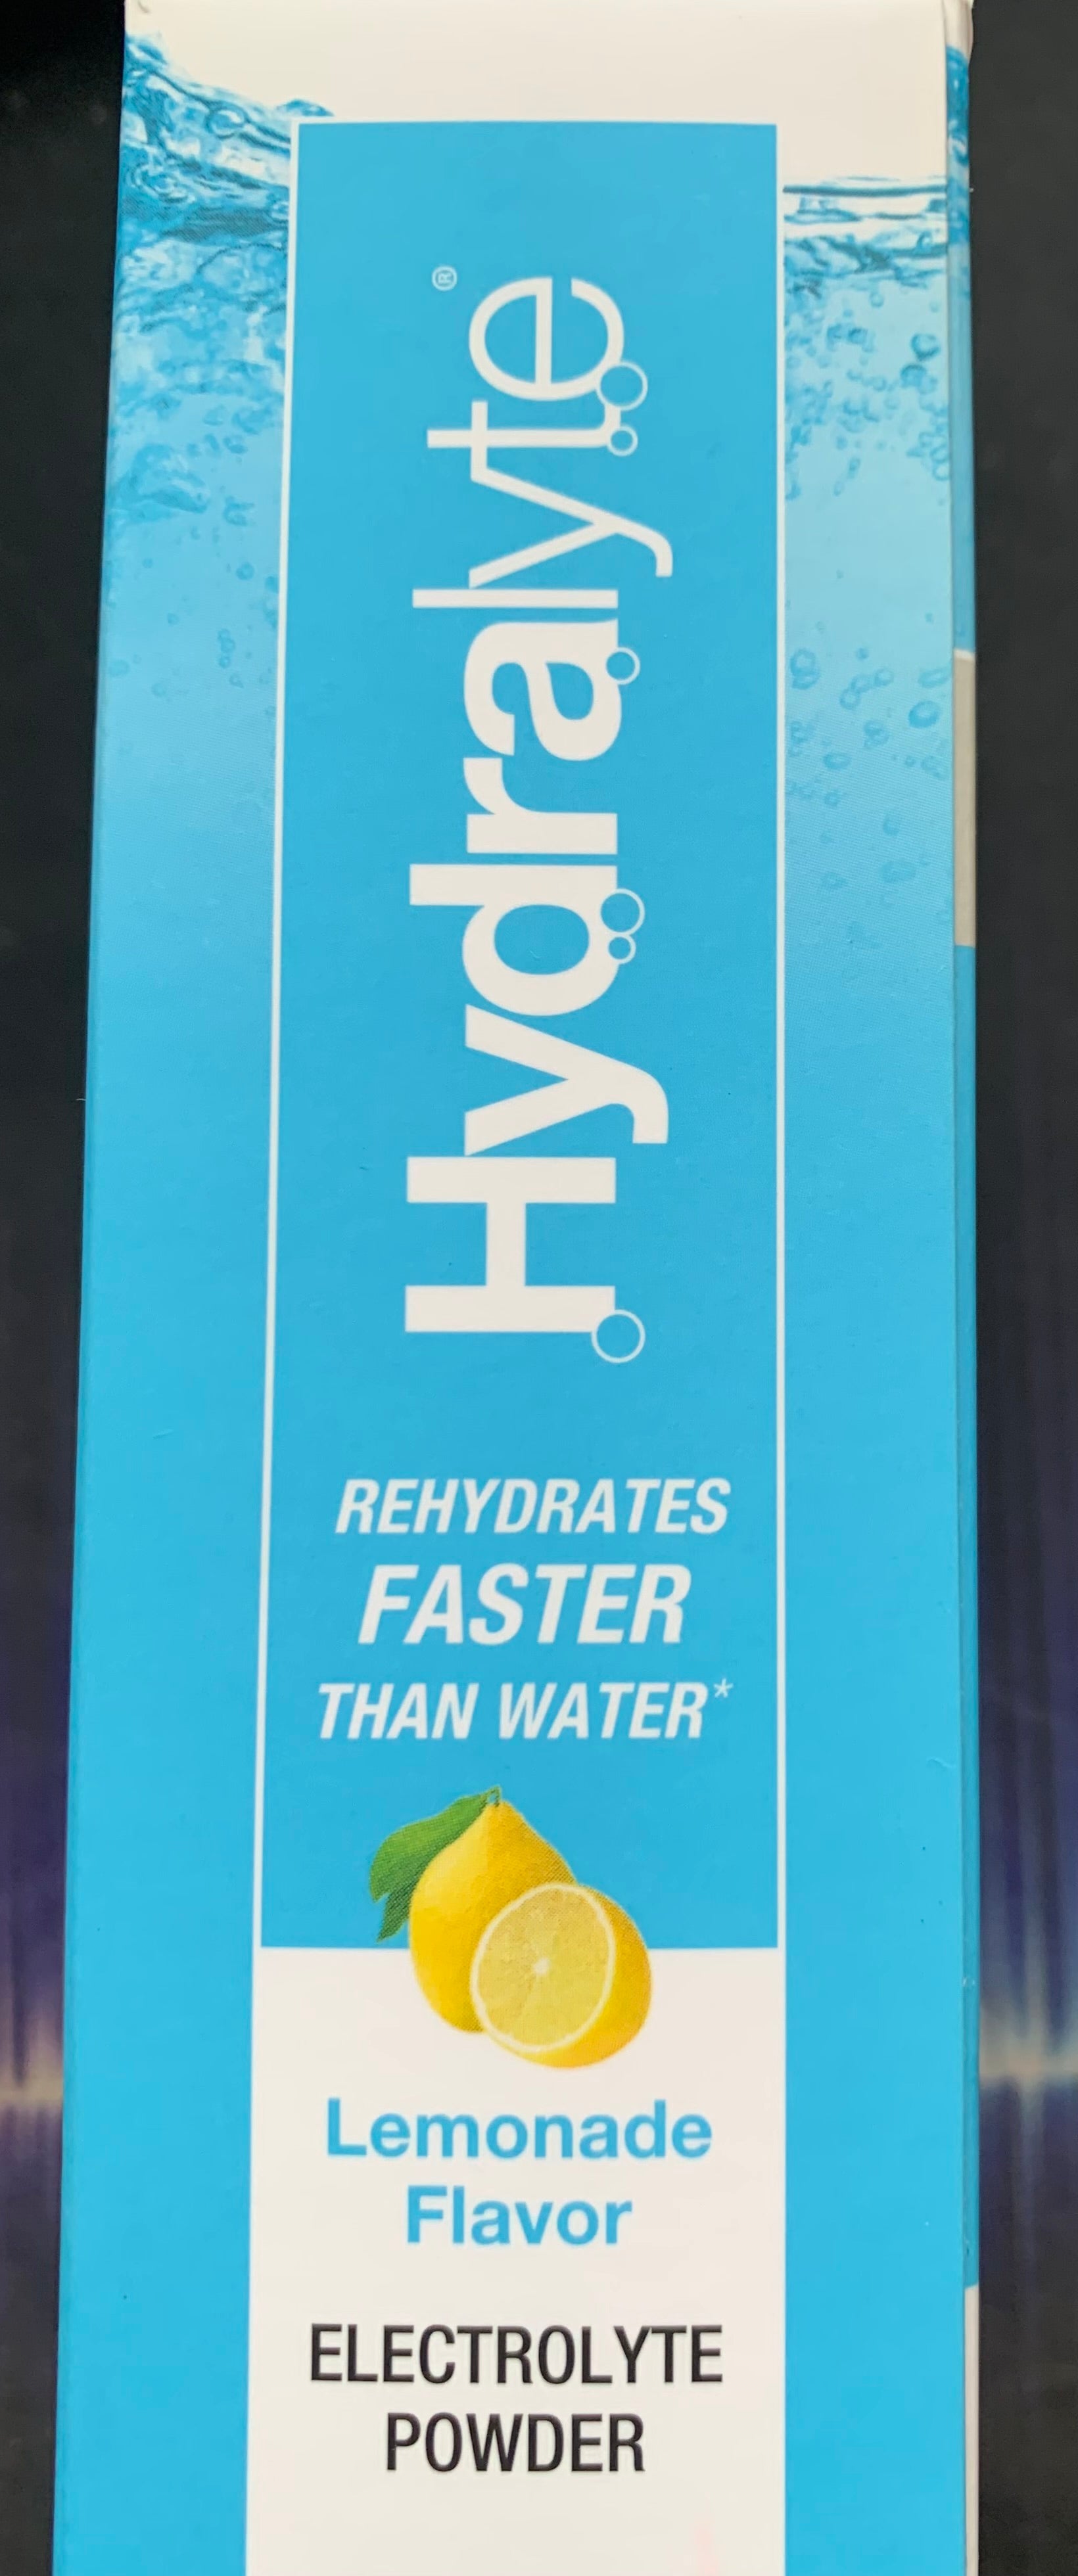 Hydralyte®
REHYDRATES
FASTER
THAN WATER*
Lemonade
Flavor
ELECTROLYTE
POWDER